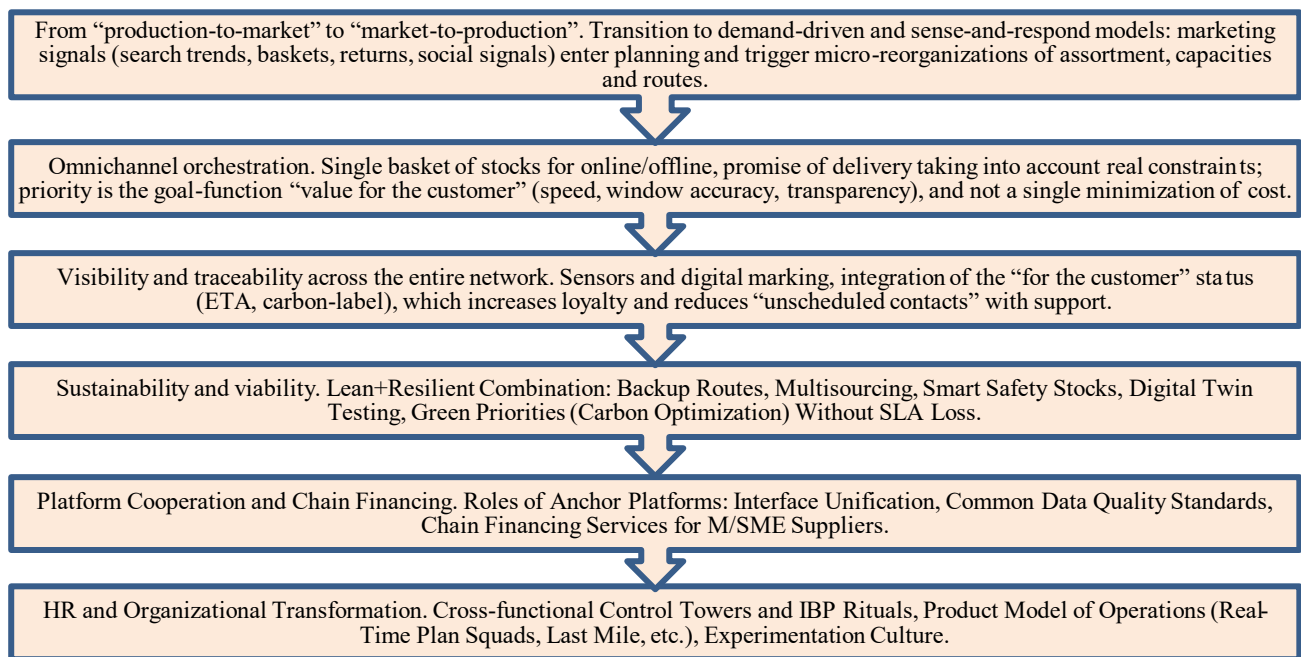 From “production-to-market” to “market-to-production”. Transition to demand-driven and sense-and-respond models: marketing
signals (search trends, baskets, returns, social signals) enter planning and trigger micro-reorganizations of assortment, capacities
and routes.
Omnichannel orchestration. Single basket of stocks for online/offline, promise of delivery taking into account real constraints;
priority is the goal-function “value for the customer” (speed, window accuracy, transparency), and not a single minimization of cost.
Visibility and traceability across the entire network. Sensors and digital marking, integration of the “for the customer” status
(ETA, carbon-label), which increases loyalty and reduces “unscheduled contacts” with support.
Sustainability and viability. Lean+Resilient Combination: Backup Routes, Multisourcing, Smart Safety Stocks, Digital Twin
Testing, Green Priorities (Carbon Optimization) Without SLA Loss.
Platform Cooperation and Chain Financing. Roles of Anchor Platforms: Interface Unification, Common Data Quality Standards,
Chain Financing Services for M/SME Suppliers.
HR and Organizational Transformation. Cross-functional Control Towers and IBP Rituals, Product Model of Operations (Real-
Time Plan Squads, Last Mile, etc.), Experimentation Culture.